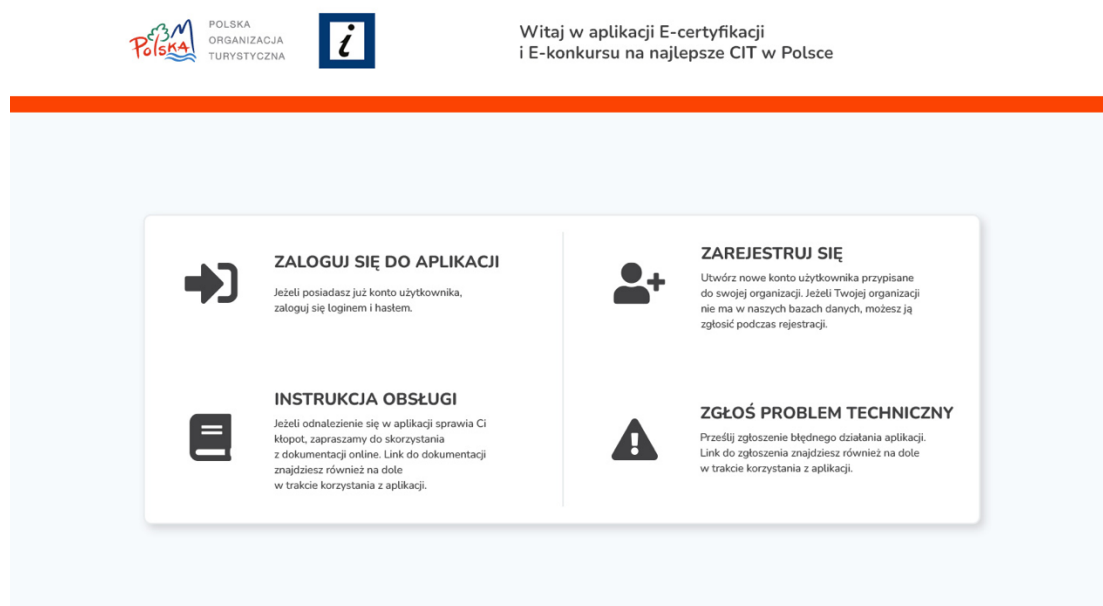 POLSKA
POLSKA
ORGANIZACJA
TURYSTYCZNA
i
Witaj w aplikacji E-certyfikacji
i E-konkursu na najlepsze CIT w Polsce
ZALOGUJ SIĘ DO APLIKACJI
Jeżeli posiadasz już konto użytkownika,
zaloguj się loginem i hasłem.
ZAREJESTRUJ SIĘ
Utwórz nowe konto użytkownika przypisane
do swojej organizacji. Jeżeli Twojej organizacji
nie ma w naszych bazach danych, możesz ją
zgłosić podczas rejestracji.
INSTRUKCJA OBSŁUGI
Jeżeli odnalezienie się w aplikacji sprawia Ci
kłopot, zapraszamy do skorzystania
z dokumentacji online. Link do dokumentacji
znajdziesz również na dole
w trakcie korzystania z aplikacji.
ZGŁOŚ PROBLEM TECHNICZNY
Prześlij zgłoszenie błędnego działania aplikacji.
Link do zgłoszenia znajdziesz również na dole
w trakcie korzystania z aplikacji.